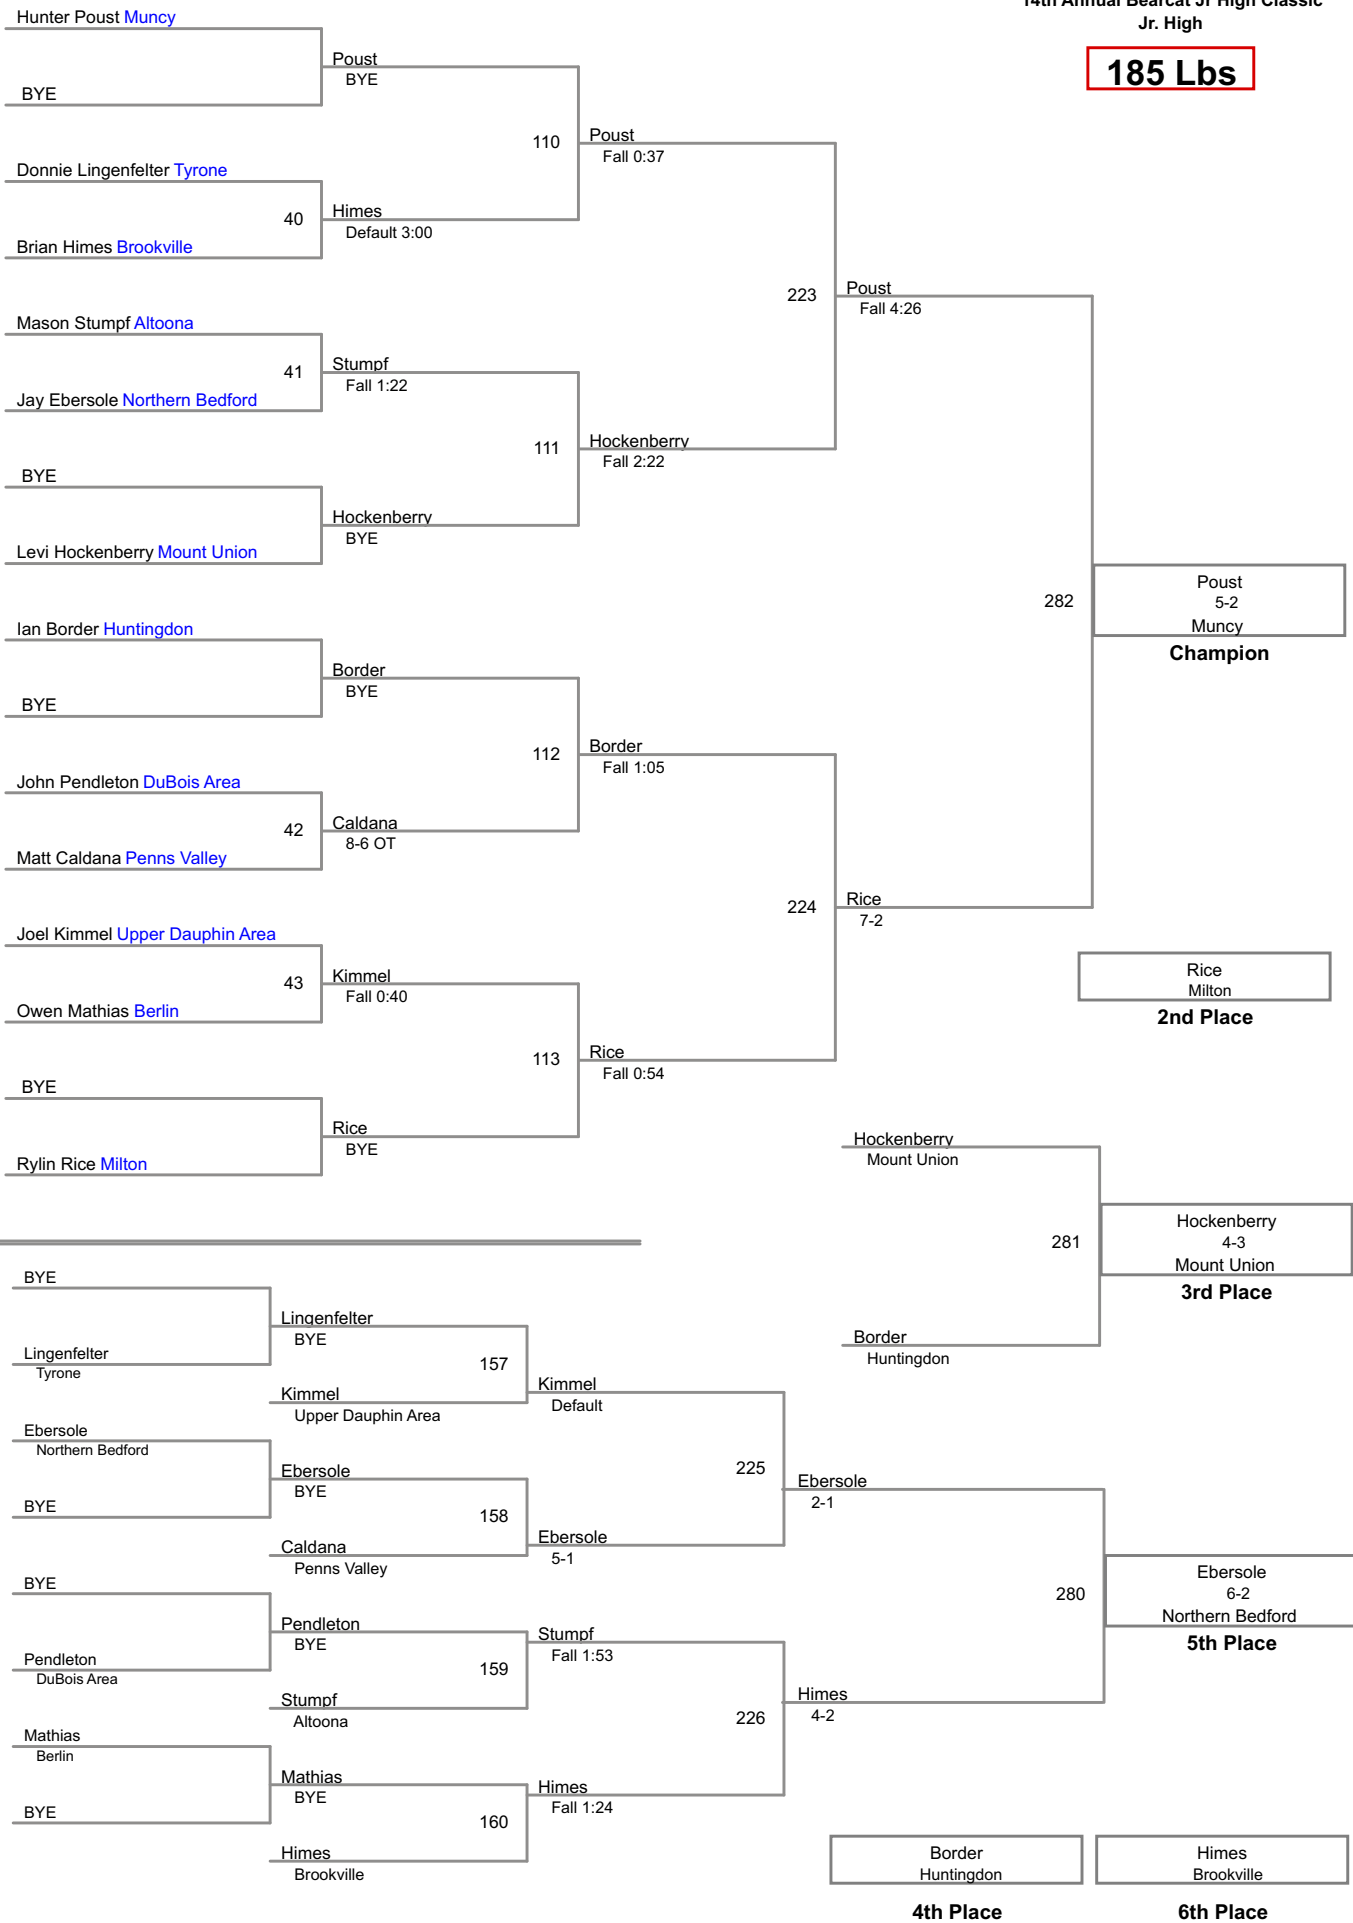 14th Annual Bearcat Jr High Classic
Jr. High
185 Lbs
Hunter Poust Muncy
Poust
BYE
BYE
110
Poust
Fall 0:37
Donnie Lingenfelter Tyrone
40
Himes
Default 3:00
Brian Himes Brookville
223
Poust
Fall 4:26
Mason Stumpf Altoona
41
Stumpf
Fall 1:22
Jay Ebersole Northern Bedford
111
Hockenberry
Fall 2:22
BYE
Hockenberry
BYE
Levi Hockenberry Mount Union
282
Poust
5-2
Muncy
Champion
Ian Border Huntingdon
Border
BYE
BYE
112
Border
Fall 1:05
John Pendleton DuBois Area
42
Caldana
8-6 OT
Matt Caldana Penns Valley
224
Rice
7-2
Joel Kimmel Upper Dauphin Area
43
Kimmel
Fall 0:40
Owen Mathias Berlin
Rice
Milton
2nd Place
113
Rice
Fall 0:54
BYE
Rice
BYE
Rylin Rice Milton
Hockenberry
Mount Union
281
Hockenberry
4-3
Mount Union
3rd Place
Border
Huntingdon
BYE
Lingenfelter
BYE
Lingenfelter
Tyrone
157
Kimmel
Upper Dauphin Area
Kimmel
Default
Ebersole
Northern Bedford
Ebersole
BYE
BYE
158
225
Ebersole
2-1
Ebersole
5-1
Caldana
Penns Valley
BYE
280
Ebersole
6-2
Northern Bedford
5th Place
Pendleton
BYE
Stumpf
Fall 1:53
Pendleton
DuBois Area
159
Stumpf
Altoona
226
Himes
4-2
Mathias
Berlin
Mathias
BYE
BYE
160
Himes
Fall 1:24
Himes
Brookville
Border
Huntingdon
4th Place
Himes
Brookville
6th Place